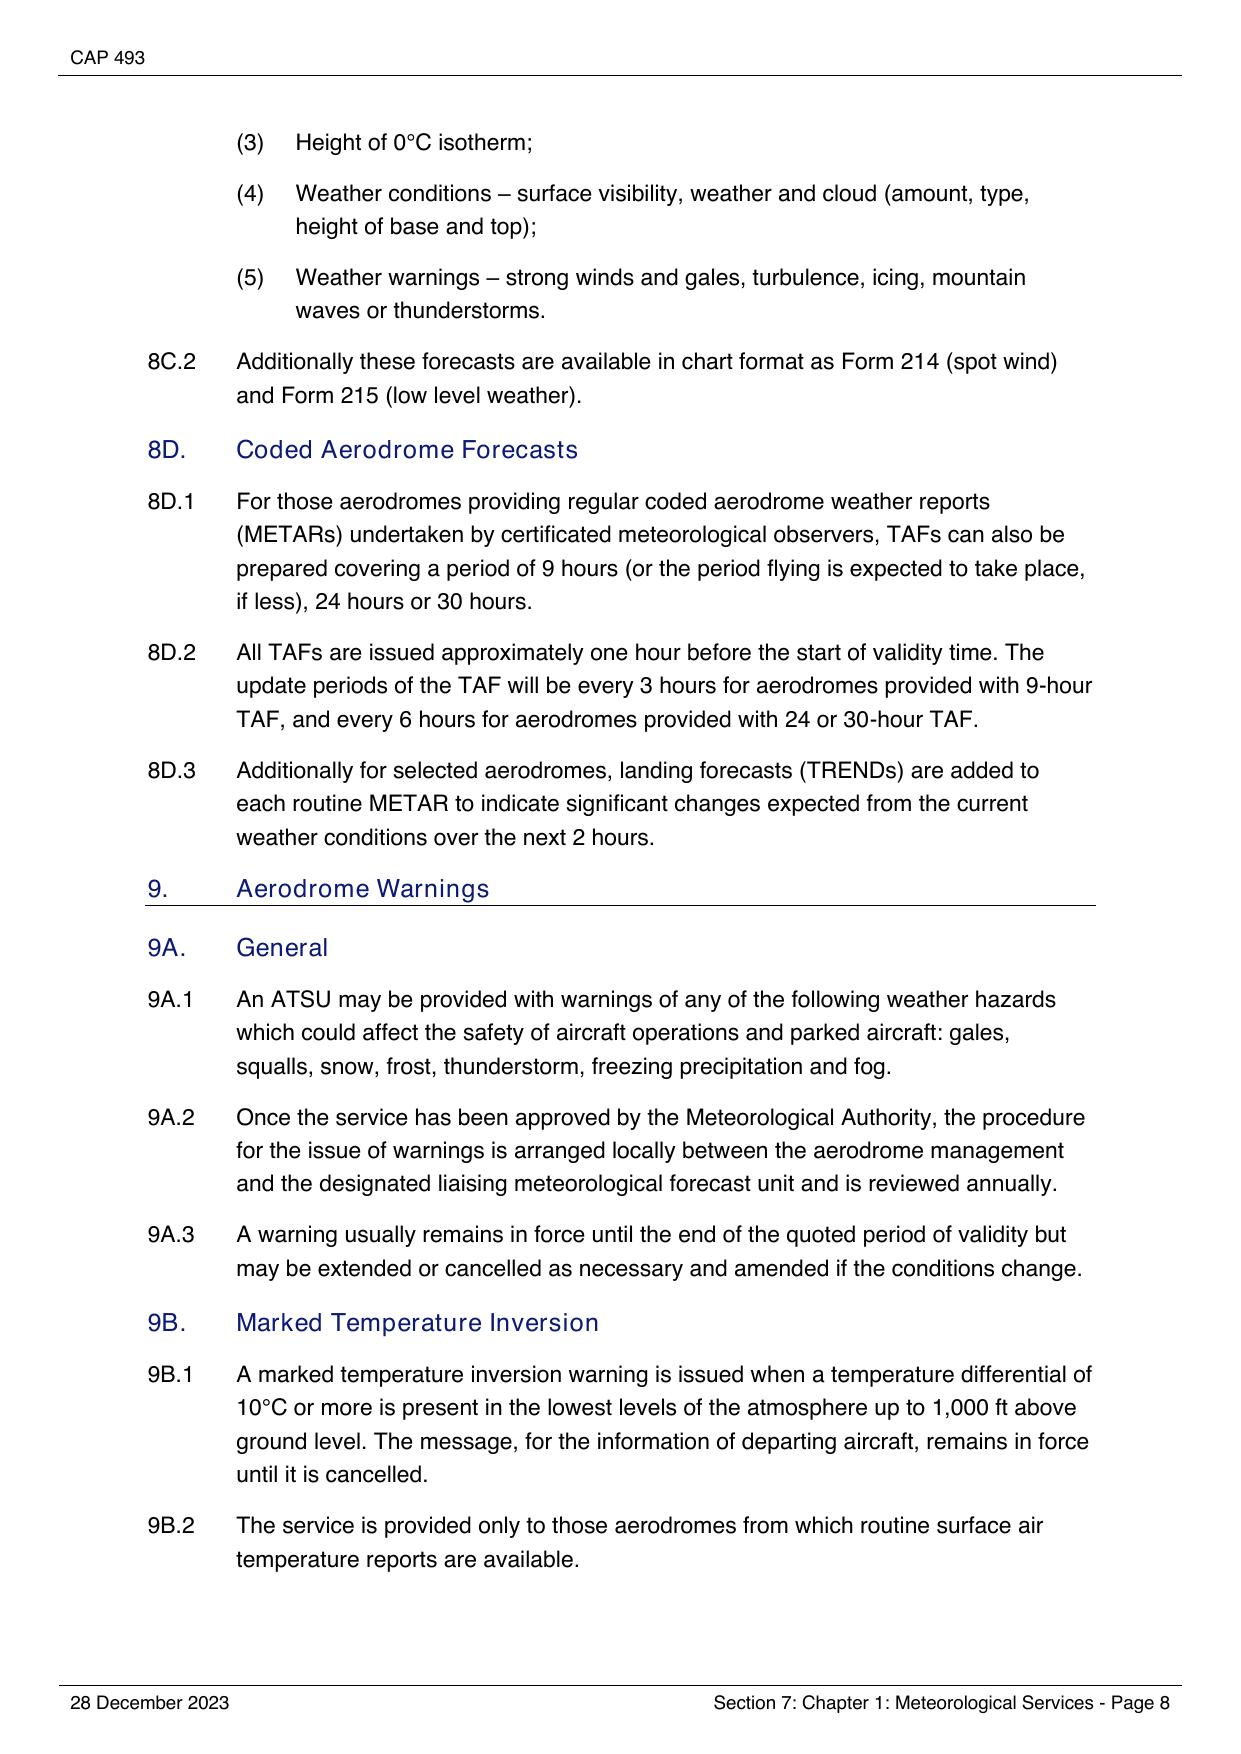 CAP 493
(3) Height of 0°C isotherm;
(4) Weather conditions – surface visibility, weather and cloud (amount, type,
height of base and top);
(5) Weather warnings – strong winds and gales, turbulence, icing, mountain
waves or thunderstorms.
8C.2 Additionally these forecasts are available in chart format as Form 214 (spot wind)
and Form 215 (low level weather).
8D. Coded Aerodrome Forecasts
8D.1 For those aerodromes providing regular coded aerodrome weather reports
(METARs) undertaken by certificated meteorological observers, TAFs can also be
prepared covering a period of 9 hours (or the period flying is expected to take place,
if less), 24 hours or 30 hours.
8D.2 All TAFs are issued approximately one hour before the start of validity time. The
update periods of the TAF will be every 3 hours for aerodromes provided with 9-hour
TAF, and every 6 hours for aerodromes provided with 24 or 30-hour TAF.
8D.3 Additionally for selected aerodromes, landing forecasts (TRENDs) are added to
each routine METAR to indicate significant changes expected from the current
weather conditions over the next 2 hours.
9. Aerodrome Warnings
9A. General
9A.1 An ATSU may be provided with warnings of any of the following weather hazards
which could affect the safety of aircraft operations and parked aircraft: gales,
squalls, snow, frost, thunderstorm, freezing precipitation and fog.
9A.2 Once the service has been approved by the Meteorological Authority, the procedure
for the issue of warnings is arranged locally between the aerodrome management
and the designated liaising meteorological forecast unit and is reviewed annually.
9A.3 A warning usually remains in force until the end of the quoted period of validity but
may be extended or cancelled as necessary and amended if the conditions change.
9B. Marked Temperature Inversion
9B.1 A marked temperature inversion warning is issued when a temperature differential of
10°C or more is present in the lowest levels of the atmosphere up to 1,000 ft above
ground level. The message, for the information of departing aircraft, remains in force
until it is cancelled.
9B.2 The service is provided only to those aerodromes from which routine surface air
temperature reports are available.
28 December 2023 Section 7: Chapter 1: Meteorological Services - Page 8